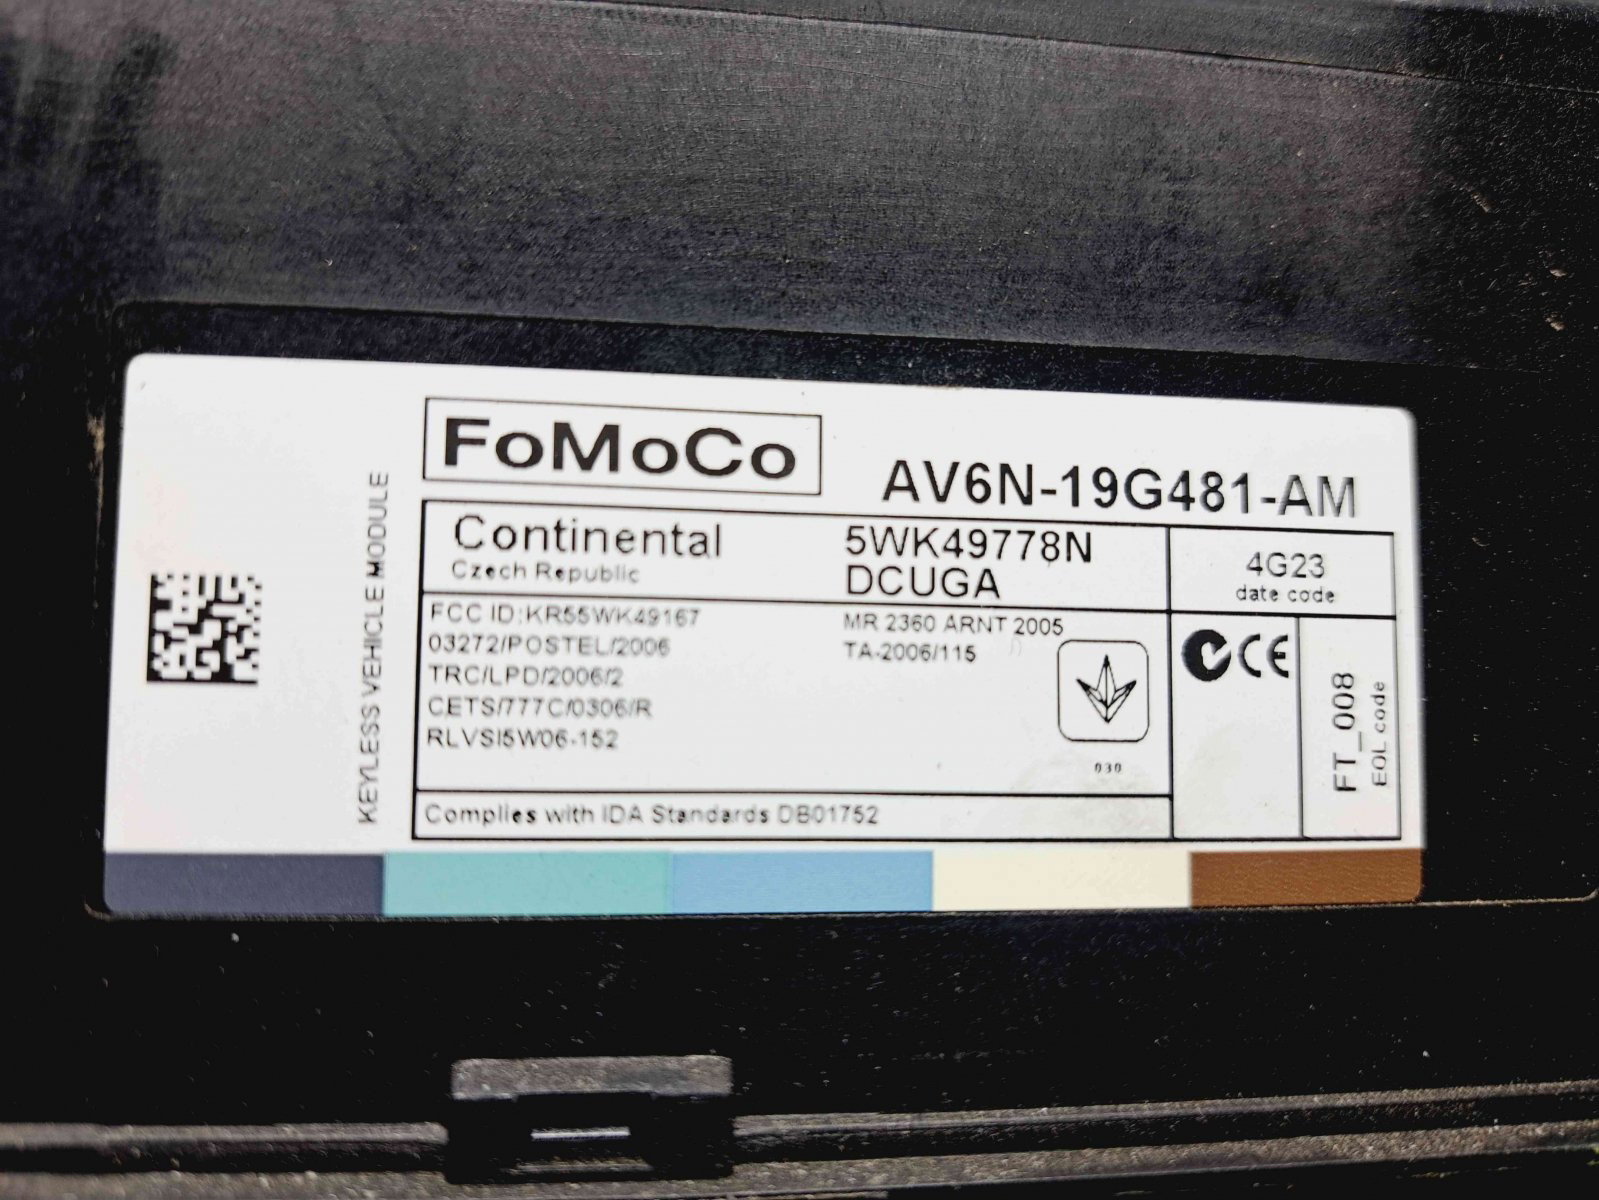 FoMoCo
AV6N-19G481-AM
KEYLESS VEHICLE MODULE
Continental
Czech Republic
5WK49778N
DCUGA
4G23
date code
FCC ID:KR55WK49167
03272/POSTEL/2006
TRC/LPD/2006/2
CETS/777C/0306/R
RLVSI5W06-152
MR 2360 ARNT 2005
TA-2006/115
030
CE
FT_008
EOL code
Complies with IDA Standards DB01752